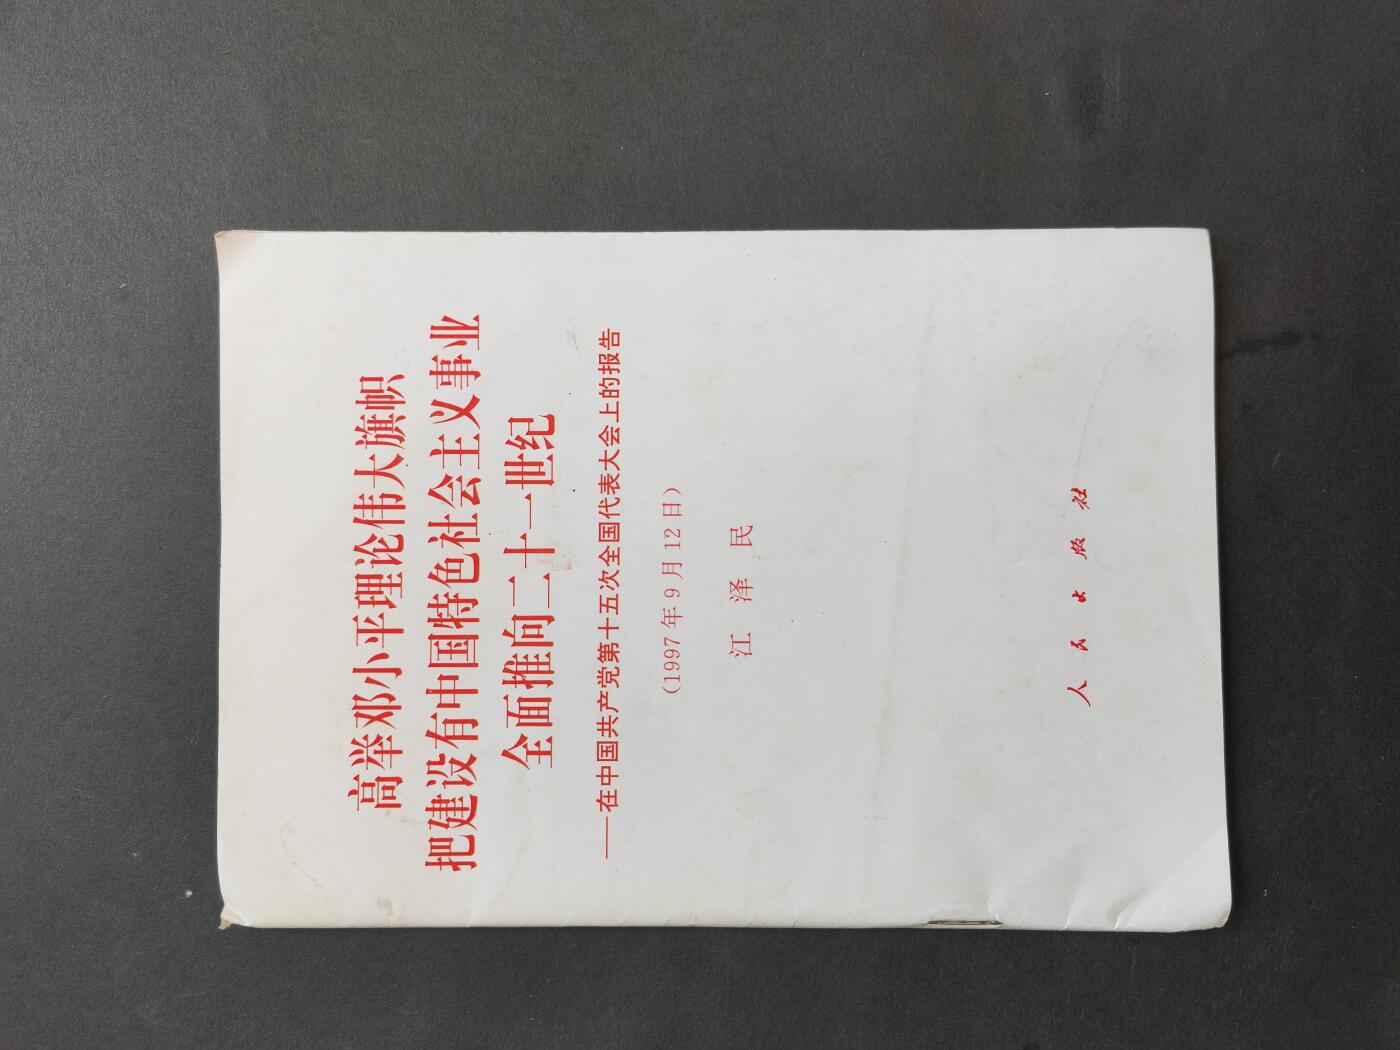 高举邓小平理论伟大旗帜
把建设有中国特色社会主义事业
全面推向二十一世纪
——在中国共产党第十五次全国代表大会上的报告
(1997年9月12日)
江泽民
人民出版社